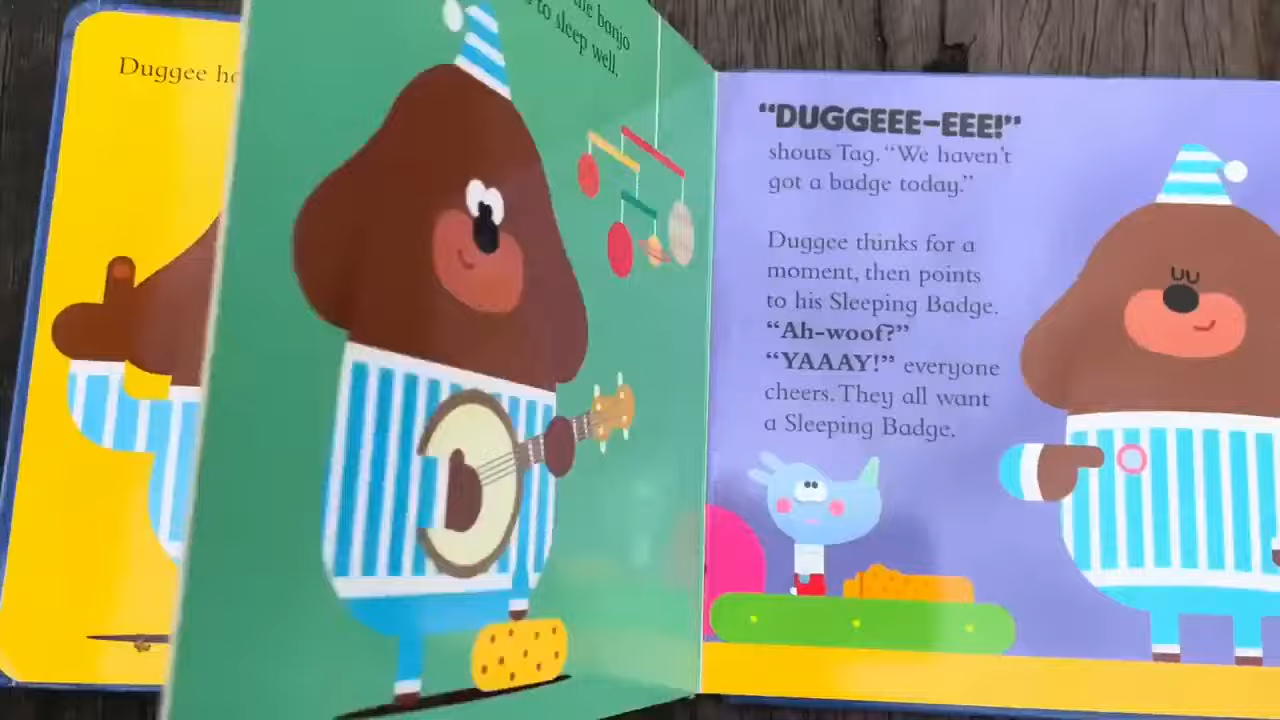 Duggee
the banjo
to sleep well.
“DUGGEEE-EEE!”
shouts Tag. “We haven’t
got a badge today.”
Duggee thinks for a
moment, then points
to his Sleeping Badge.
“Ah-woof?”
“YAAAY!” everyone
cheers. They all want
a Sleeping Badge.